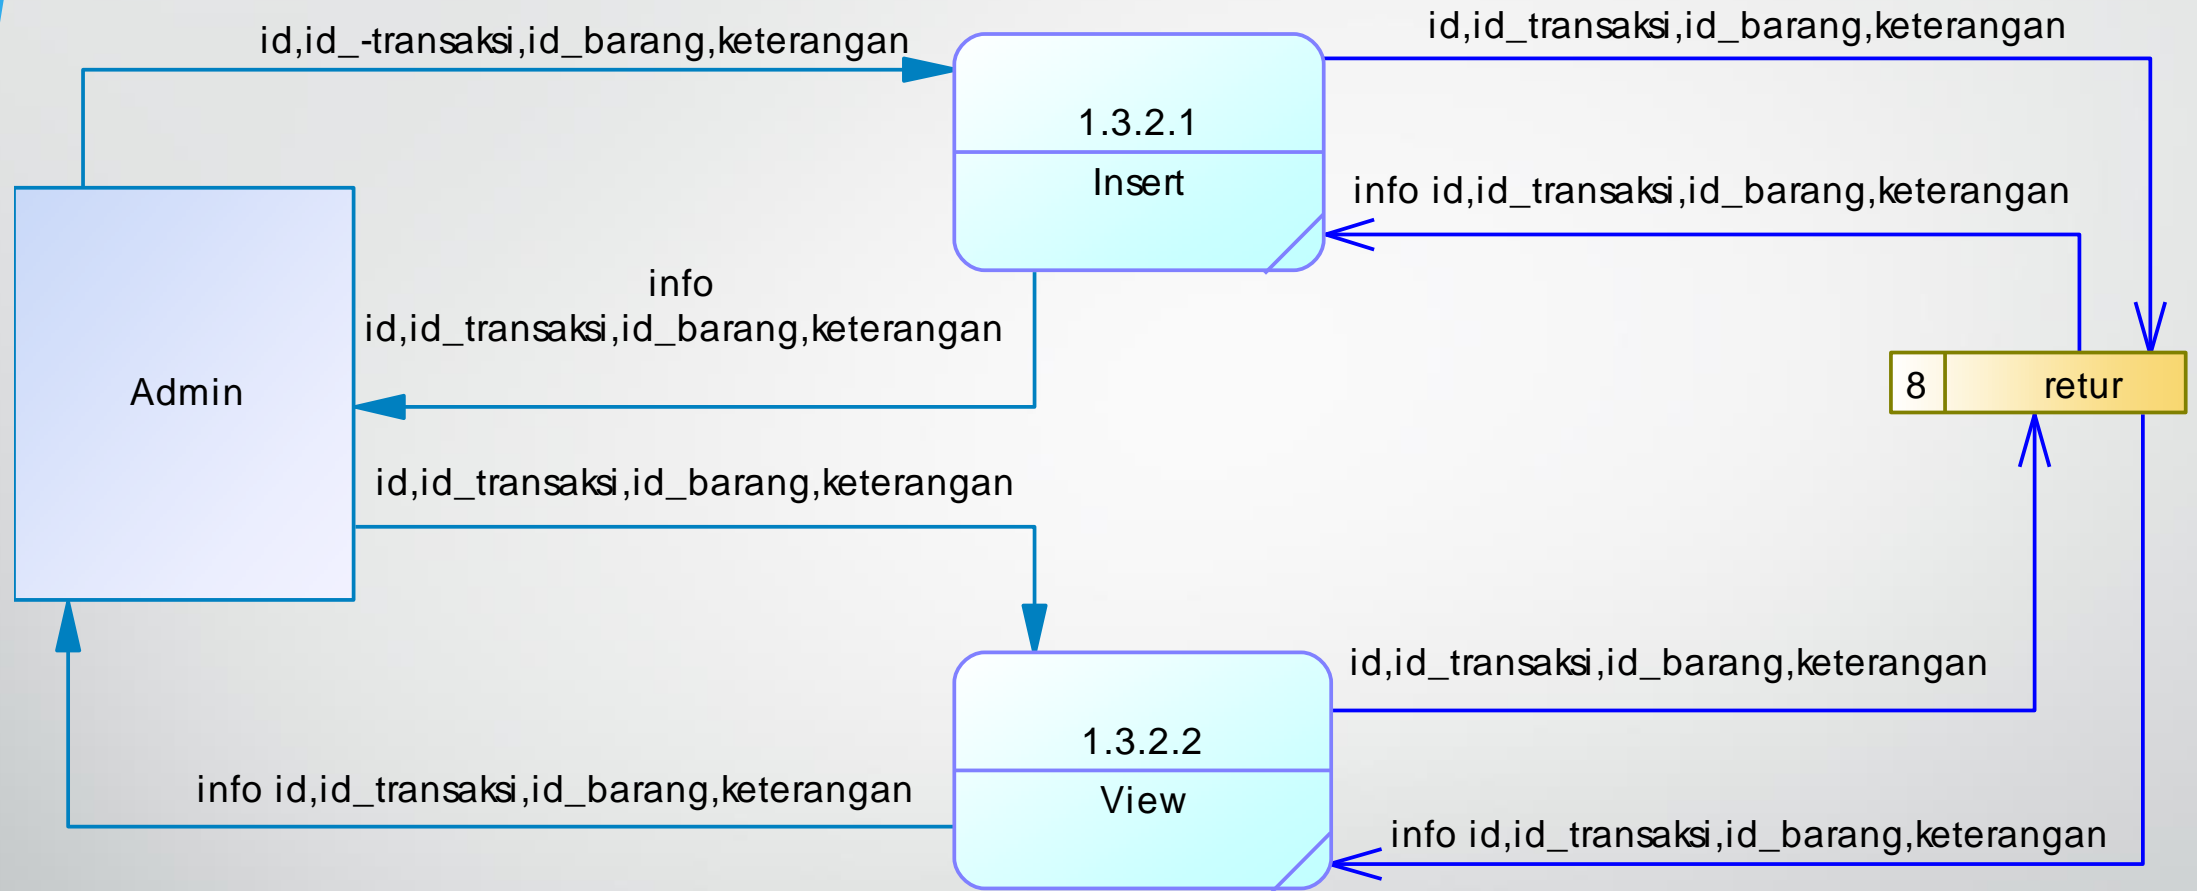 id,id_transaksi,id_barang,keterangan
id,id_-transaksi,id_barang,keterangan
1.3.2.1
Insert
info id,id_transaksi,id_barang,keterangan
info
id,id_transaksi,id_barang,keterangan
Admin
8 retur
id,id_transaksi,id_barang,keterangan
id,id_transaksi,id_barang,keterangan
1.3.2.2
View
info id,id_transaksi,id_barang,keterangan
info id,id_transaksi,id_barang,keterangan